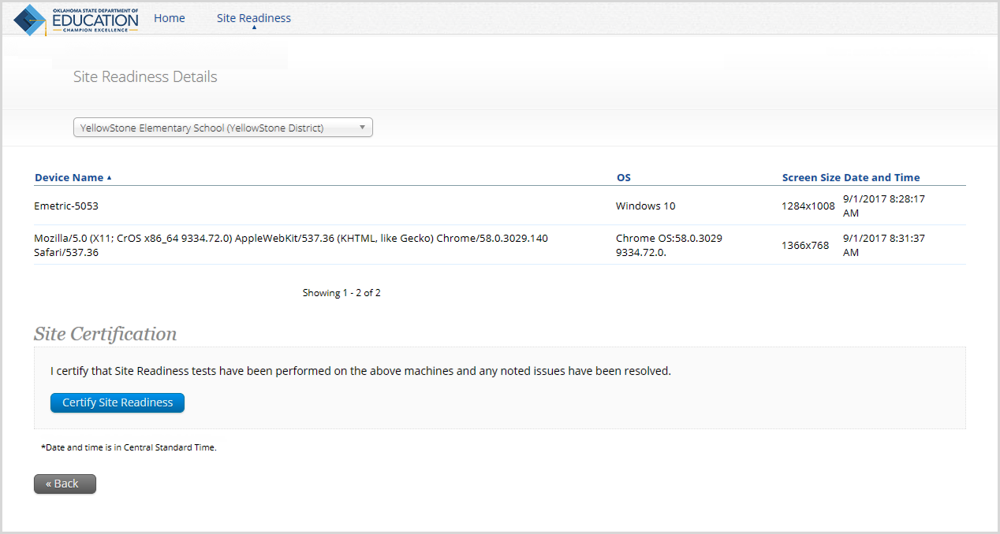 OKLAHOMA STATE DEPARTMENT OF
EDUCATION
CHAMPION EXCELLENCE
Home
Site Readiness
Site Readiness Details
YellowStone Elementary School (YellowStone District)
Device Name OS Screen Size Date and Time
Emetric-5053 Windows 10 1284x1008 9/1/2017 8:28:17
AM
Mozilla/5.0 (X11; CrOS x86_64 9334.72.0) AppleWebKit/537.36 (KHTML, like Gecko) Chrome/58.0.3029.140 Chrome OS:58.0.3029 1366x768 9/1/2017 8:31:37
Safari/537.36 9334.72.0. AM
Showing 1 - 2 of 2
Site Certification
I certify that Site Readiness tests have been performed on the above machines and any noted issues have been resolved.
Certify Site Readiness
*Date and time is in Central Standard Time.
« Back